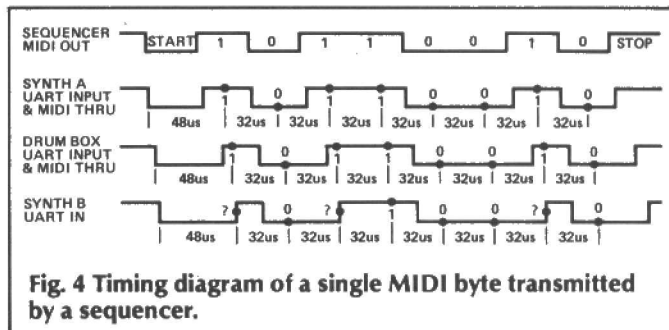 SEQUENCER
MIDI OUT
START 1 0 1 1 0 0 1 0 STOP
SYNTH A
UART INPUT
& MIDI THRU
1 0 1 1 0 0 1 0
48us 32us 32us 32us 32us 32us 32us 32us
DRUM BOX
UART INPUT
& MIDI THRU
1 0 1 1 0 0 1 0
48us 32us 32us 32us 32us 32us 32us 32us
SYNTH B
UART IN
? 0 ? 1 0 0 ? 0
48us 32us 32us 32us 32us 32us 32us 32us
Fig. 4 Timing diagram of a single MIDI byte transmitted
by a sequencer.